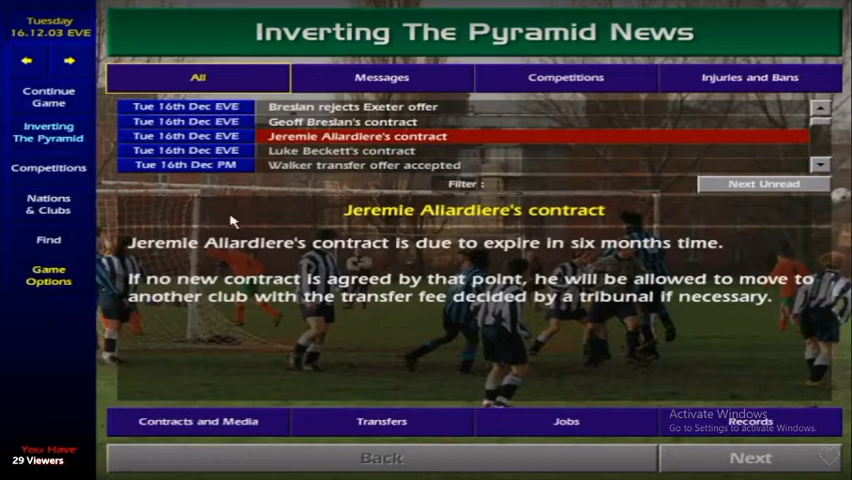 Tuesday
16.12.03 EVE
Continue
Game
Inverting
The Pyramid
Competitions
Nations
& Clubs
Find
Game
Options
You Have
29 Viewers
Inverting The Pyramid News
All
Messages
Competitions
Injuries and Bans
Tue 16th Dec EVE Breslan rejects Exeter offer
Tue 16th Dec EVE Geoff Breslan's contract
Tue 16th Dec EVE Jeremie Aliardiere's contract
Tue 16th Dec EVE Luke Beckett's contract
Tue 16th Dec PM Walker transfer offer accepted
Filter :
Next Unread
Jeremie Aliardiere's contract
Jeremie Aliardiere's contract is due to expire in six months time.
If no new contract is agreed by that point, he will be allowed to move to
another club with the transfer fee decided by a tribunal if necessary.
Contracts and Media
Transfers
Jobs
Records
Activate Windows
Go to Settings to activate Windows.
Back
Next